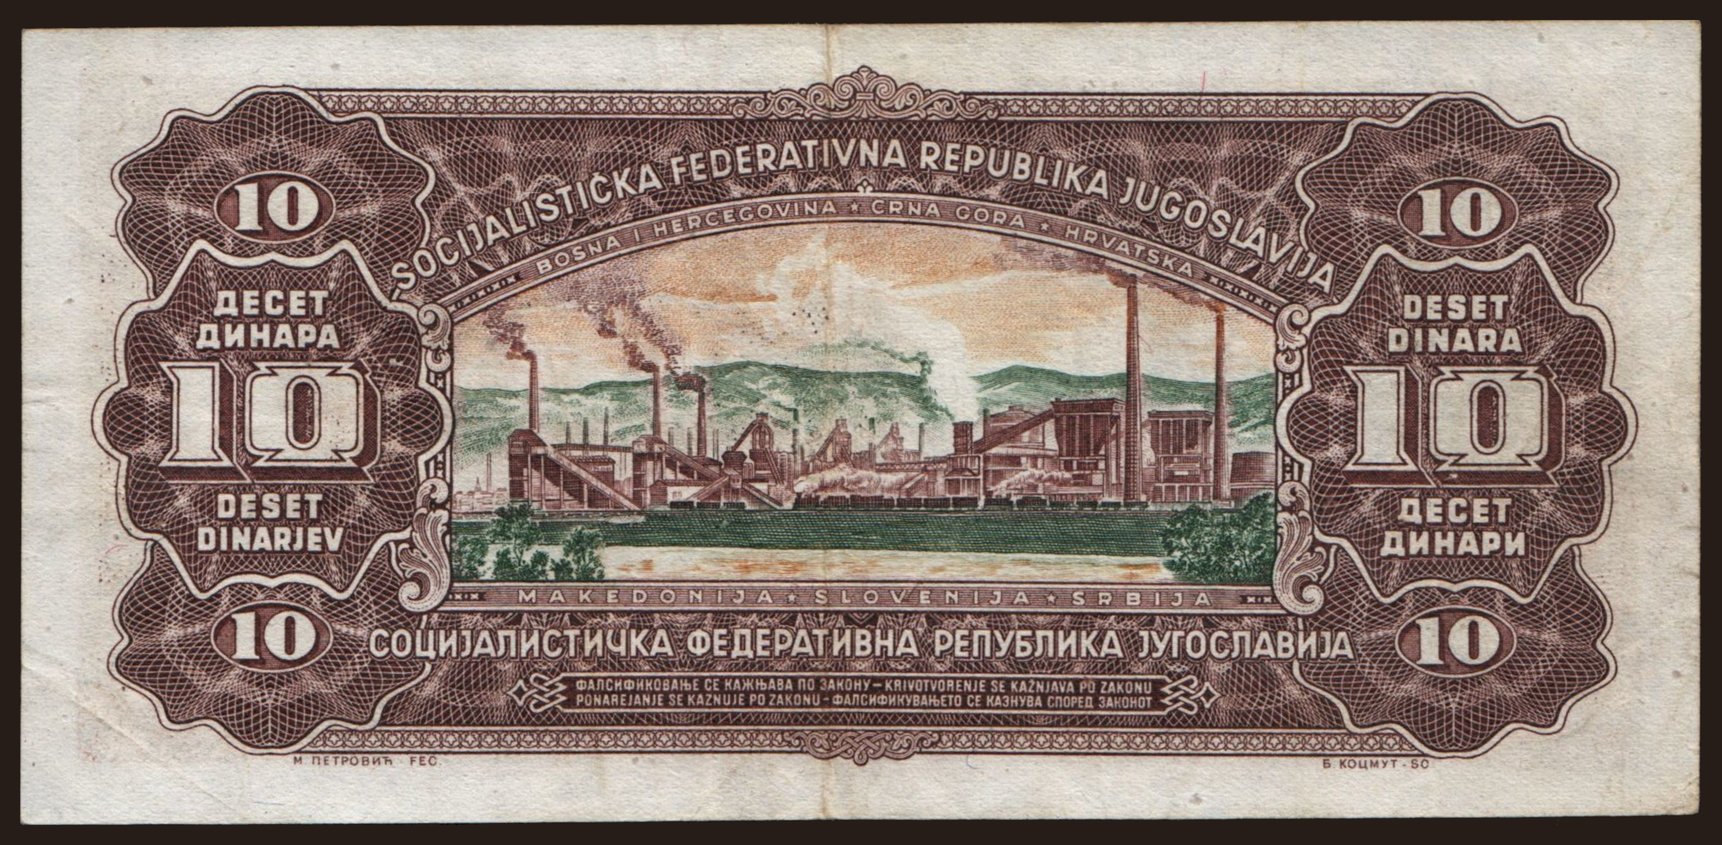 SOCIJALISTIČKA FEDERATIVNA REPUBLIKA JUGOSLAVIJA
BOSNA I HERCEGOVINA ★ CRNA GORA ★ HRVATSKA
10
10
ДЕСЕТ
ДИНАРА
10
DESET
DINARJEV
DESET
DINARA
10
ДЕСЕТ
ДИНАРИ
MAKEDONIJA ★ SLOVENIJA ★ SRBIJA
10
10
СОЦИЈАЛИСТИЧКА ФЕДЕРАТИВНА РЕПУБЛИКА ЈУГОСЛАВИЈА
ФАЛСИФИКОВАЊЕ СЕ КАЖЊАВА ПО ЗАКОНУ – KRIVOTVORENJE SE KAŽNJAVA PO ZAKONU
PONAREJANJE SE KAZNUJE PO ZAKONU – ФАЛСИФИКУВАЊЕТО СЕ КАЗНУВА СПОРЕД ЗАКОНОТ
М. ПЕТРОВИЋ - FEC.
Б. КОЦМУТ - SC